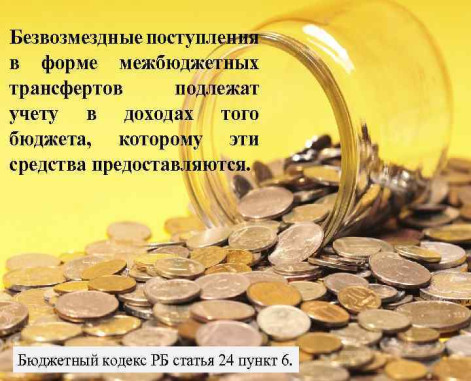 Безвозмездные поступления
в форме межбюджетных
трансфертов подлежат
учету в доходах того
бюджета, которому эти
средства предоставляются.
Бюджетный кодекс РБ статья 24 пункт 6.